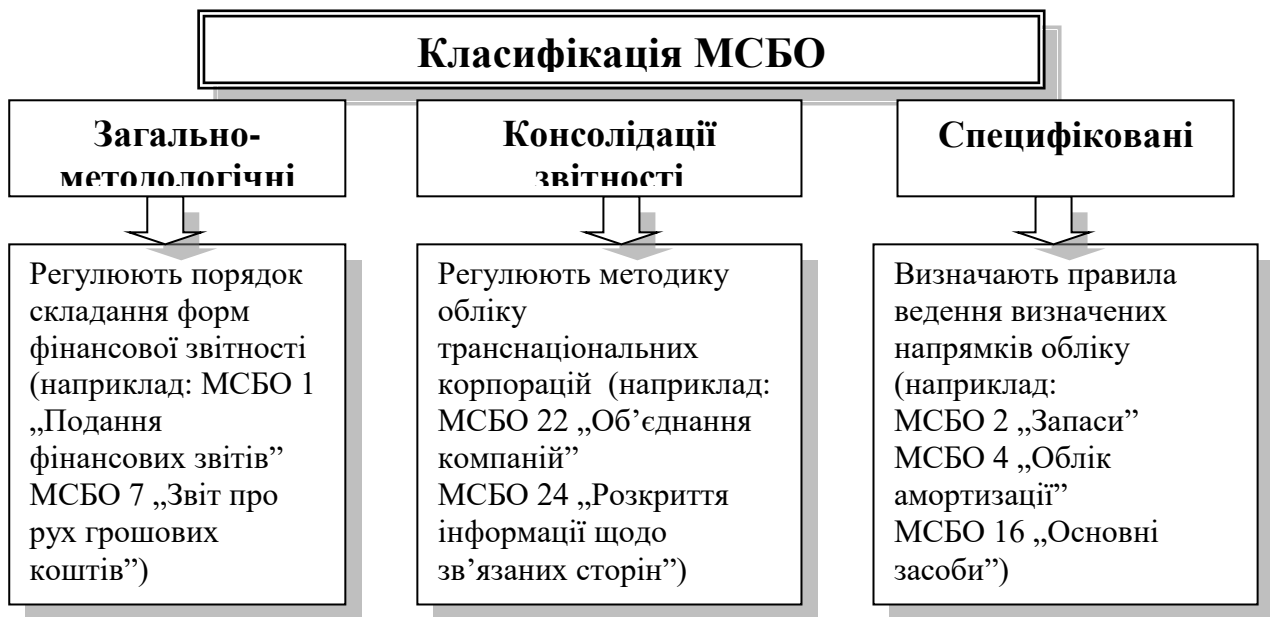 Класифікація МСБО
Загально-
методологічні
Консолідації
звітності
Специфіковані
Регулюють порядок
складання форм
фінансової звітності
(наприклад: МСБО 1
„Подання
фінансових звітів”
МСБО 7 „Звіт про
рух грошових
коштів”)
Регулюють методику
обліку
транснаціональних
корпорацій (наприклад:
МСБО 22 „Об’єднання
компаній”
МСБО 24 „Розкриття
інформації щодо
зв’язаних сторін”)
Визначають правила
ведення визначених
напрямків обліку
(наприклад:
МСБО 2 „Запаси”
МСБО 4 „Облік
амортизації”
МСБО 16 „Основні
засоби”)